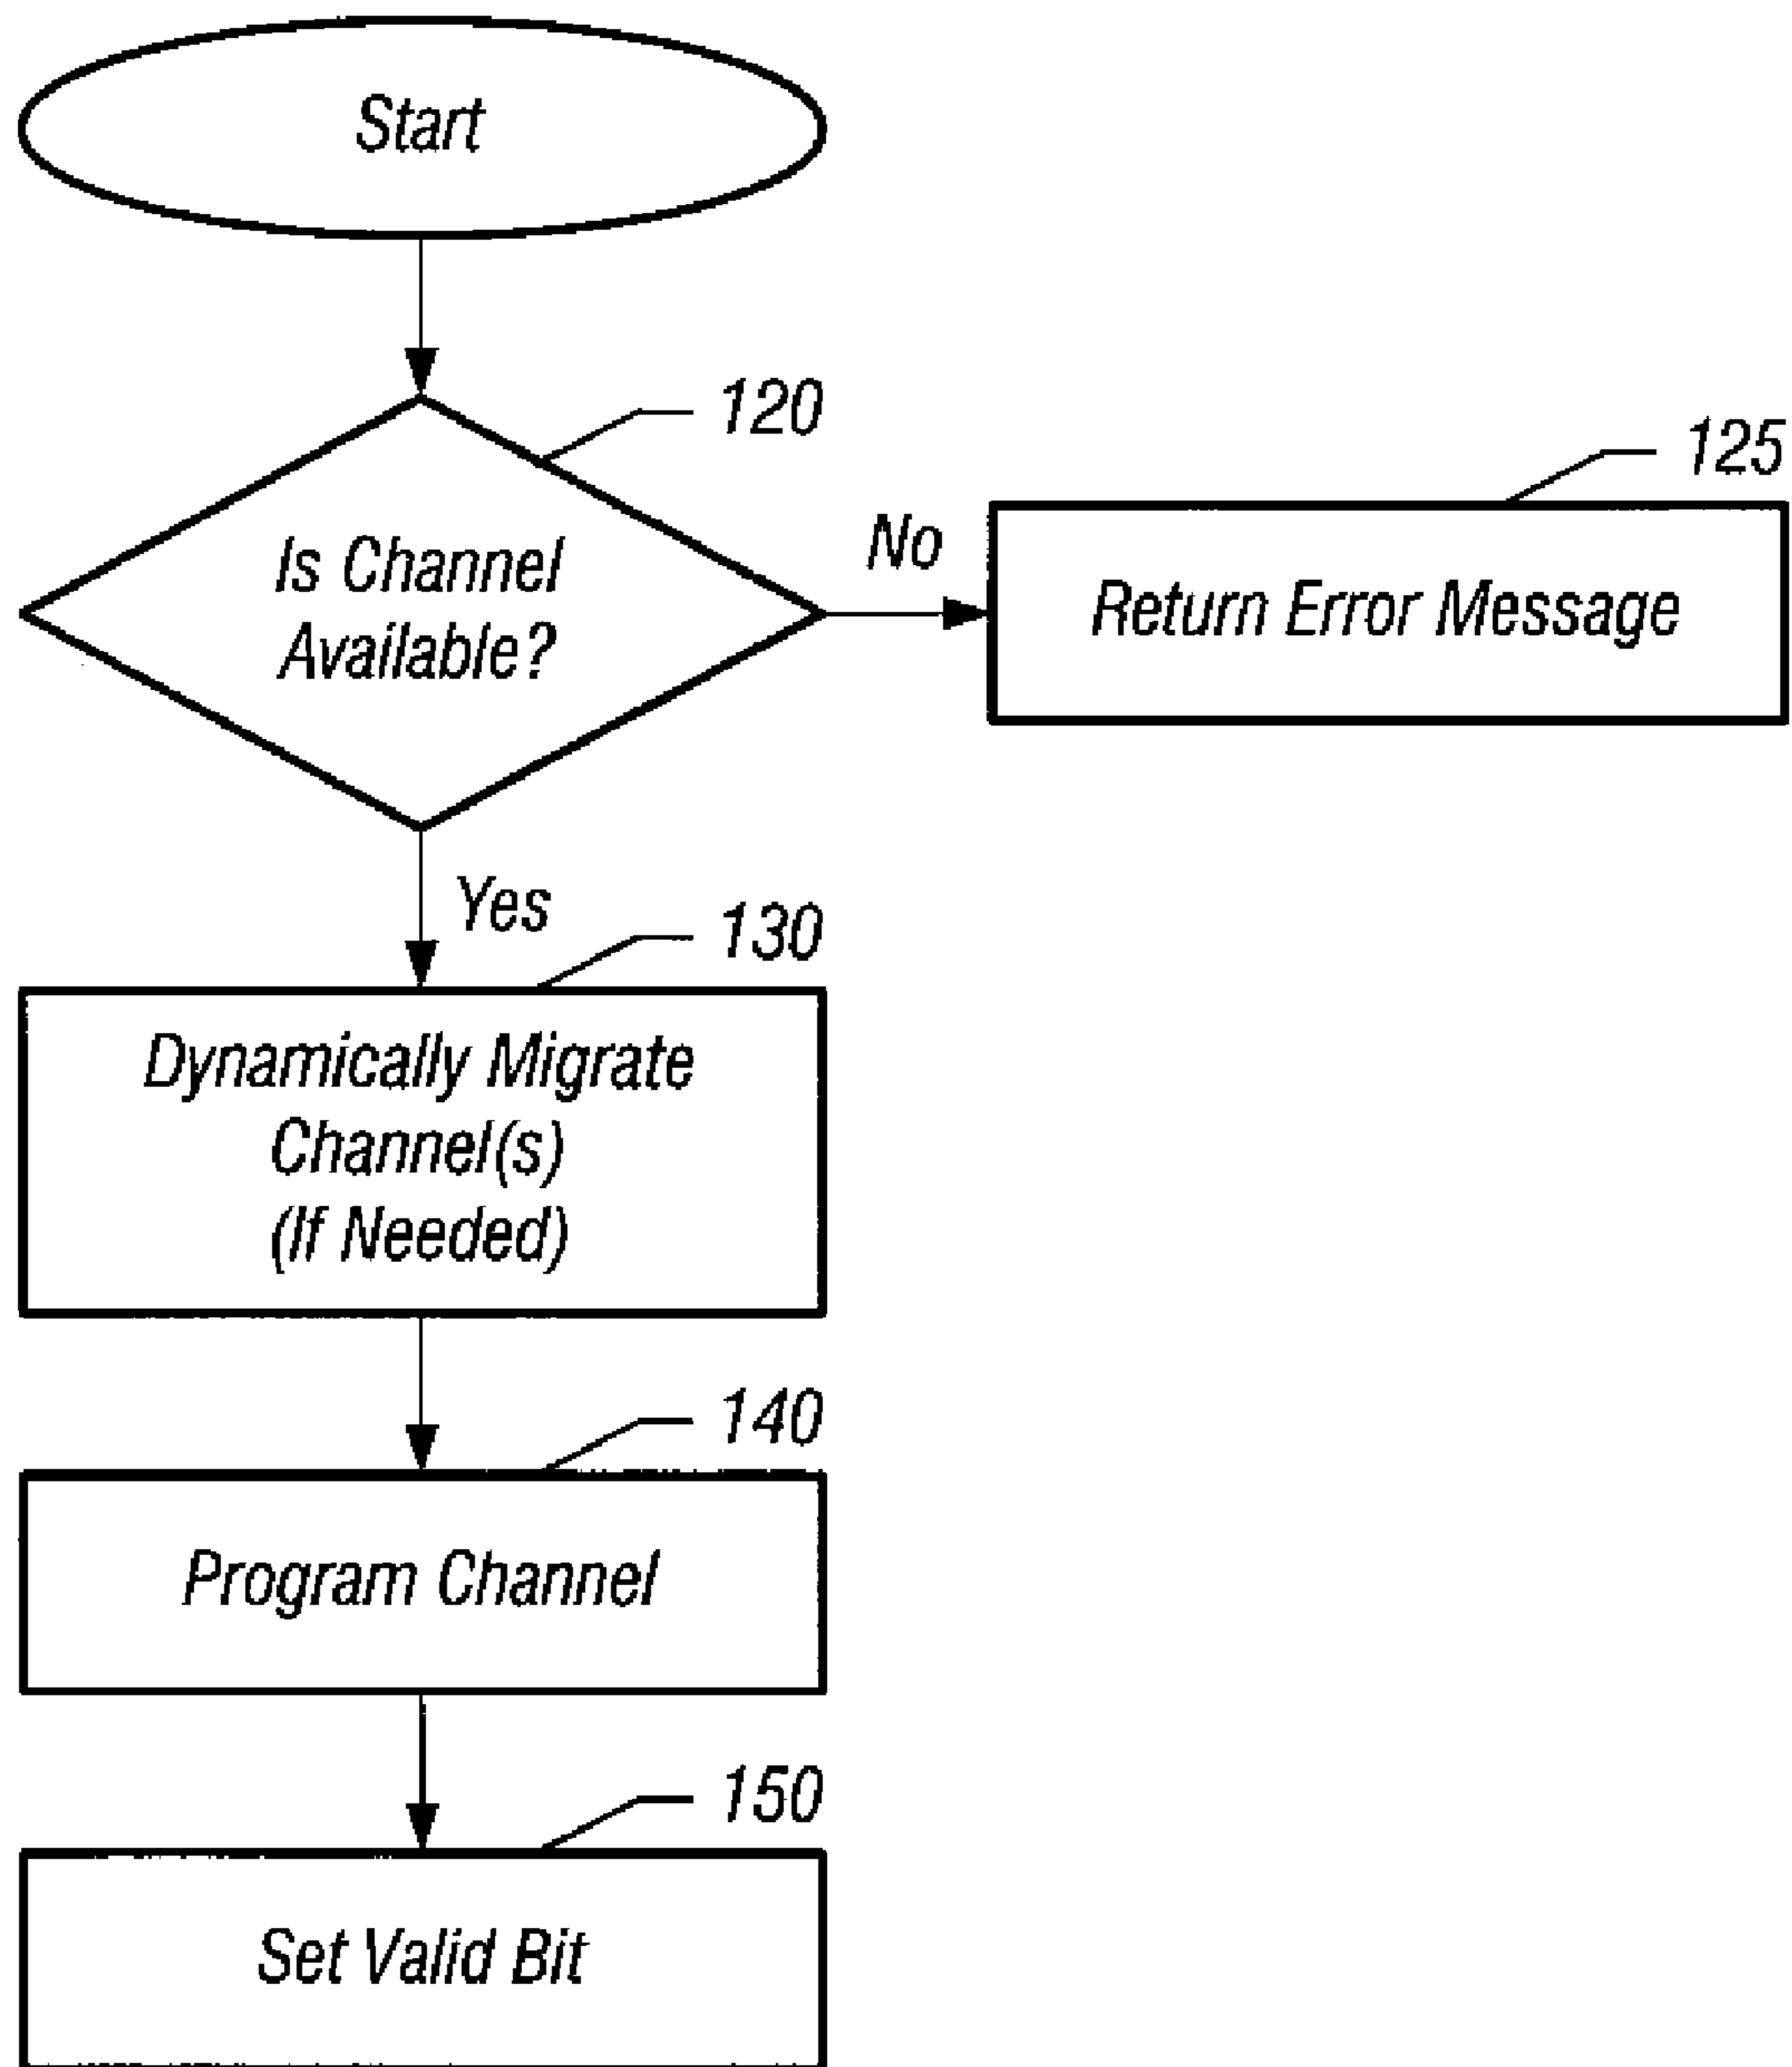 Start
120
Is Channel
Available?
No
125
Return Error Message
Yes
130
Dynamically Migrate
Channel(s)
(If Needed)
140
Program Channel
150
Set Valid Bit